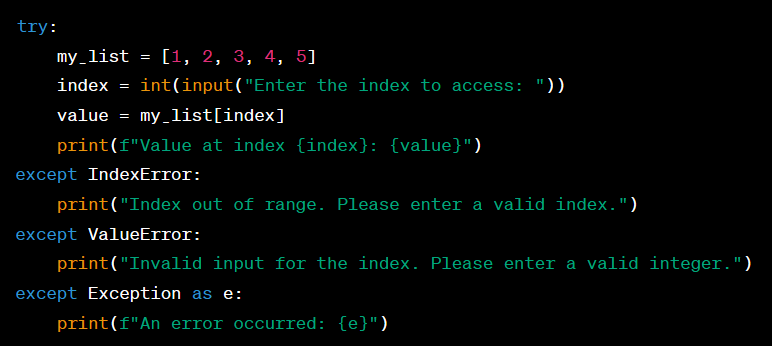 try:
    my_list = [1, 2, 3, 4, 5]
    index = int(input("Enter the index to access: "))
    value = my_list[index]
    print(f"Value at index {index}: {value}")
except IndexError:
    print("Index out of range. Please enter a valid index.")
except ValueError:
    print("Invalid input for the index. Please enter a valid integer.")
except Exception as e:
    print(f"An error occurred: {e}")